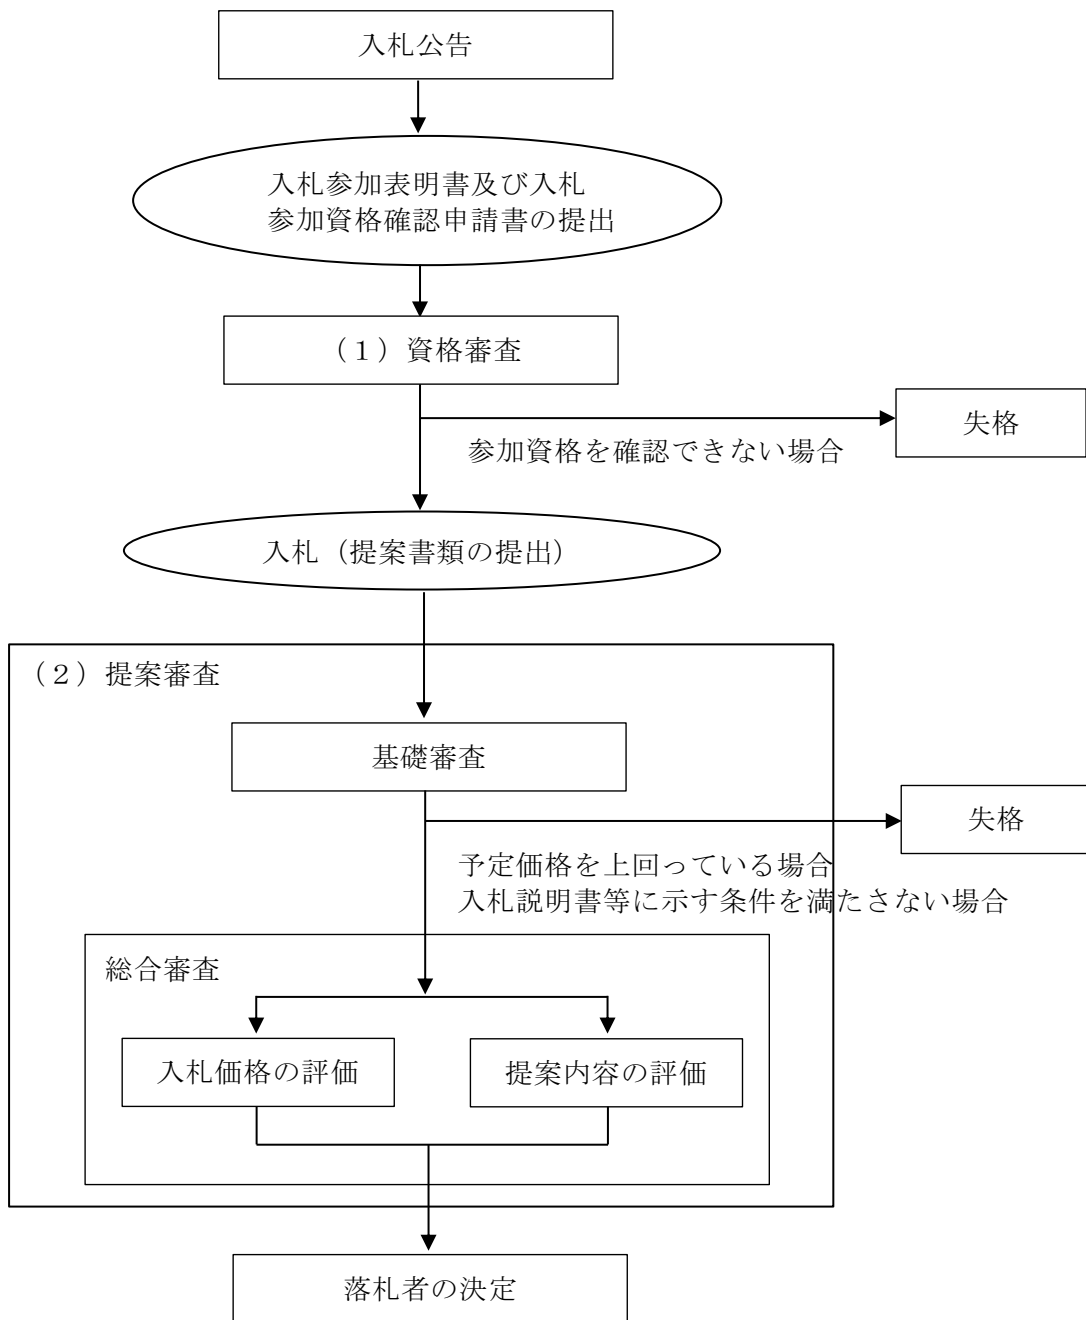 入札公告
入札参加表明書及び入札
参加資格確認申請書の提出
（１）資格審査
失格
参加資格を確認できない場合
入札（提案書類の提出）
（２）提案審査
基礎審査
失格
予定価格を上回っている場合
入札説明書等に示す条件を満たさない場合
総合審査
入札価格の評価
提案内容の評価
落札者の決定